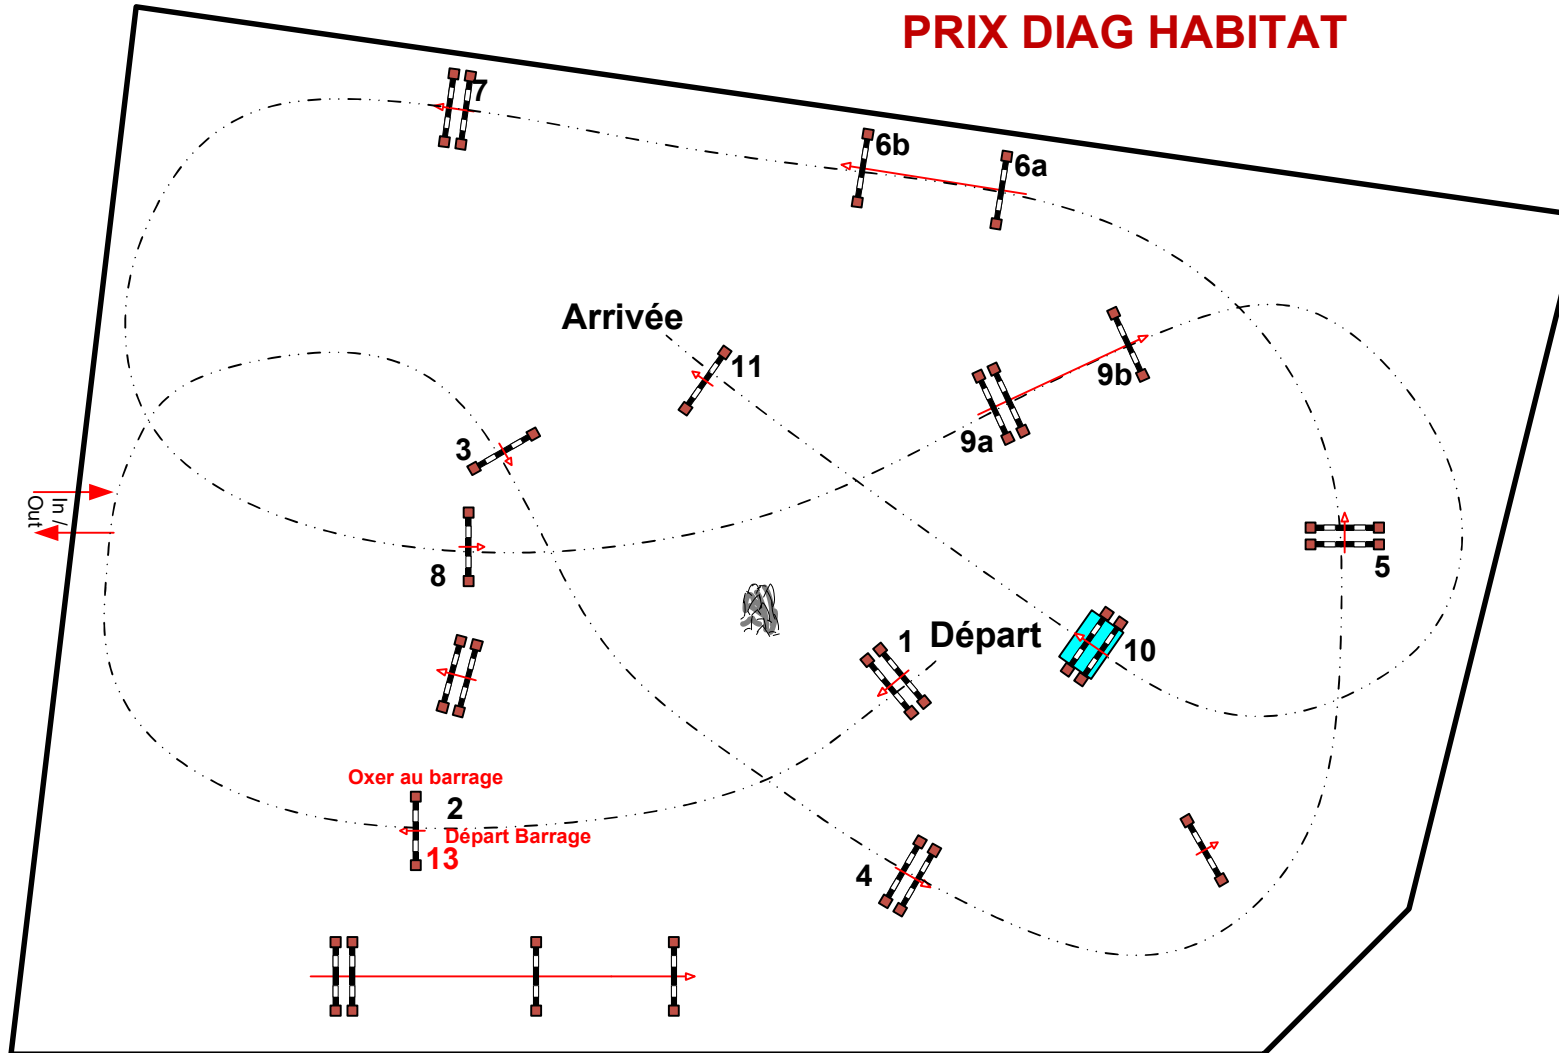 PRIX DIAG HABITAT
7
6b
6a
Arrivée
11
9b
9a
3
In /
Out
8
5
1
Départ
10
Oxer au barrage
2
Départ Barrage
13
4